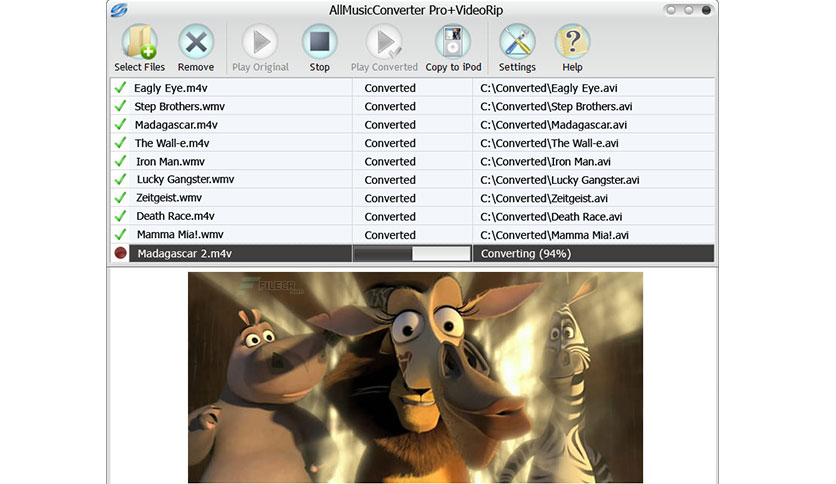 AllMusicConverter Pro+VideoRip
Select Files Remove Play Original Stop Play Converted Copy to iPod Settings Help
Eagly Eye.m4v Converted C:\Converted\Eagly Eye.avi
Step Brothers.wmv Converted C:\Converted\Step Brothers.avi
Madagascar.m4v Converted C:\Converted\Madagascar.avi
The Wall-e.m4v Converted C:\Converted\The Wall-e.avi
Iron Man.wmv Converted C:\Converted\Iron Man.avi
Lucky Gangster.wmv Converted C:\Converted\Lucky Gangster.avi
Zeitgeist.wmv Converted C:\Converted\Zeitgeist.avi
Death Race.m4v Converted C:\Converted\Death Race.avi
Mamma Mia!.wmv Converted C:\Converted\Mamma Mia!.avi
Madagascar 2.m4v Converting (94%)
FILECR